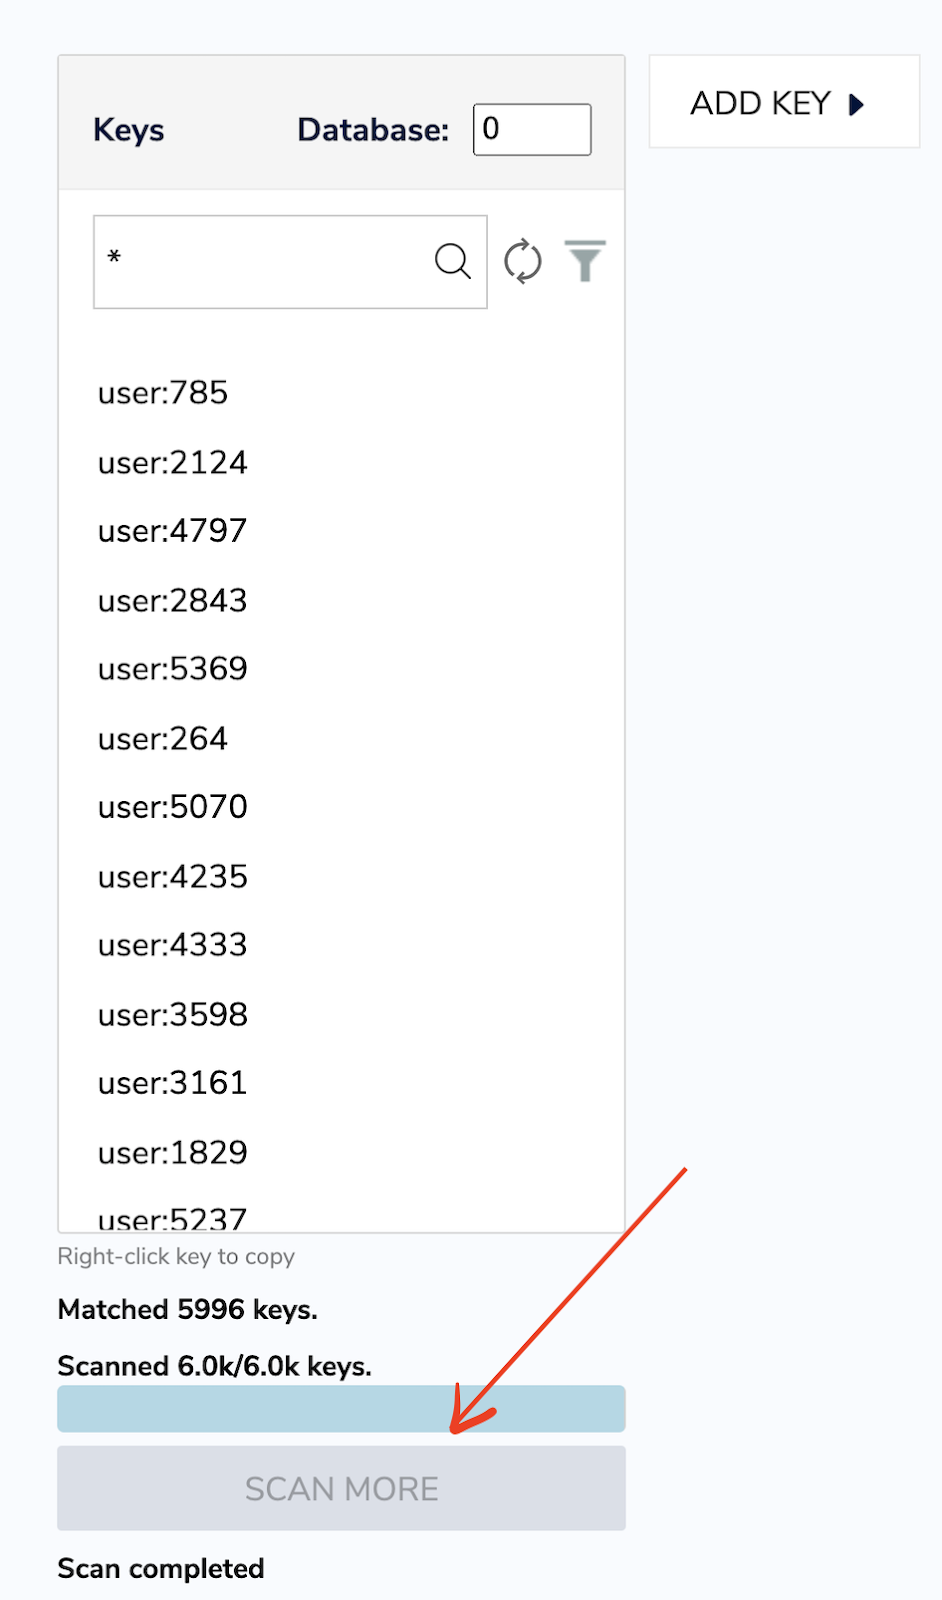 Keys Database: 0
ADD KEY
*
user:785
user:2124
user:4797
user:2843
user:5369
user:264
user:5070
user:4235
user:4333
user:3598
user:3161
user:1829
user:5237
Right-click key to copy
Matched 5996 keys.
Scanned 6.0k/6.0k keys.
SCAN MORE
Scan completed